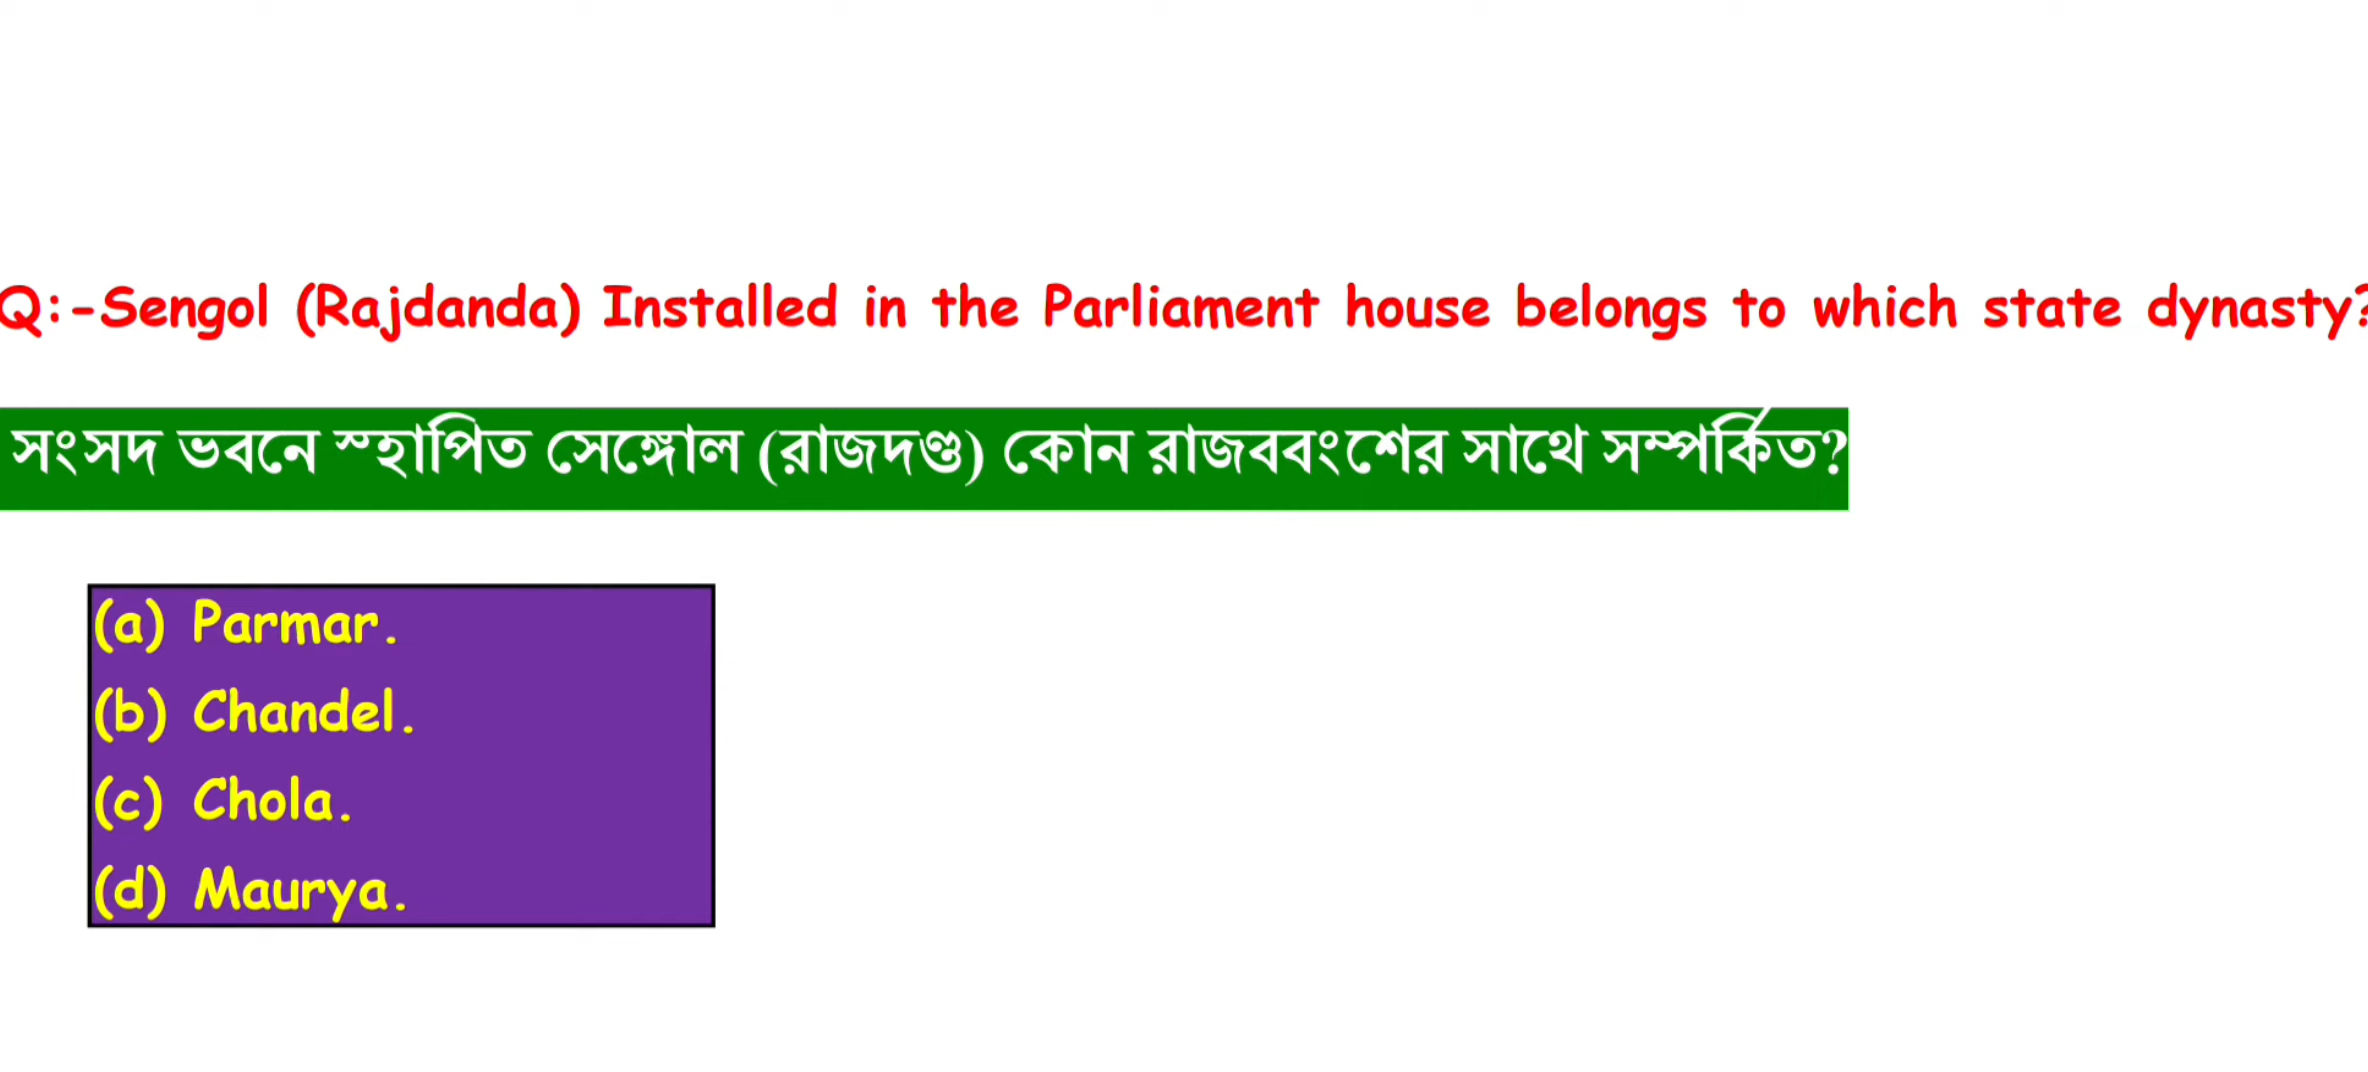 Q:-Sengol (Rajdanda) Installed in the Parliament house belongs to which state dynasty?
সংসদ ভবনে স্হাপিত সেঙ্গোল (রাজদণ্ড) কোন রাজববংশের সাথে সম্পর্কিত?
(a) Parmar.
(b) Chandel.
(c) Chola.
(d) Maurya.